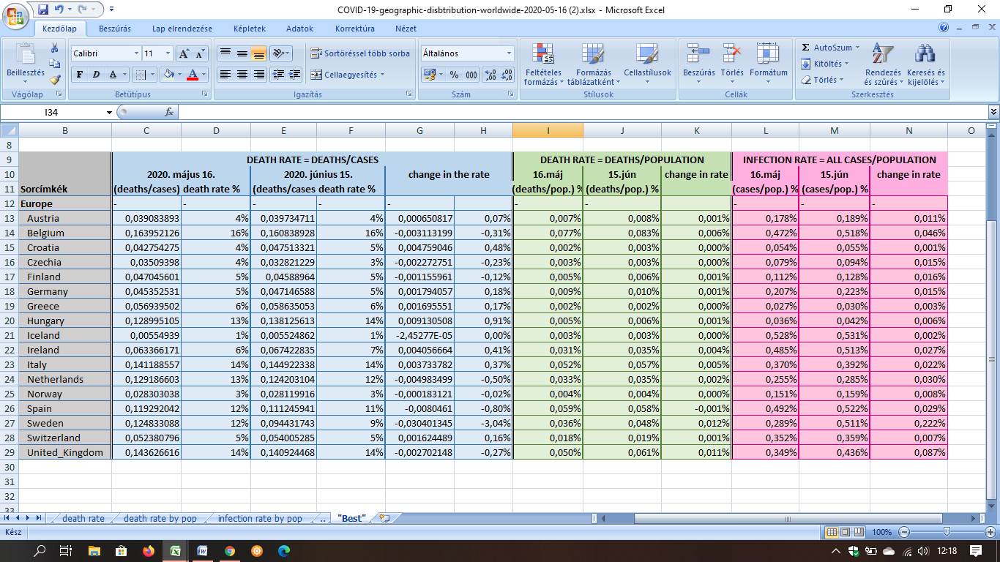 COVID-19-geographic-disbtribution-worldwide-2020-05-16 (2).xlsx - Microsoft Excel
Kezdőlap Beszúrás Lap elrendezése Képletek Adatok Korrektúra Nézet
Calibri 11 Sortöréssel több sorba Általános Σ AutoSzum
Beillesztés F D A Cellaegyesítés % 000 Feltételes formázás Formázás táblázatként Cellastílusok Beszúrás Törlés Formátum Kitöltés Törlés Rendezés és szűrés Keresés és kijelölés
Vágólap Betűtípus Igazítás Szám Stílusok Cellák Szerkesztés
I34 fx
B C D E F G H I J K L M N O
8
9 DEATH RATE = DEATHS/CASES DEATH RATE = DEATHS/POPULATION INFECTION RATE = ALL CASES/POPULATION
10 2020. május 16. 2020. június 15. change in the rate 16.máj 15.jún change in rate 16.máj 15.jún change in rate
11 Sorcímkék (deaths/cases) death rate % (deaths/cases death rate % (deaths/pop.) % (deaths/pop.) % (cases/pop.) % (cases/pop.) %
12 Europe - - - - - - - - - -
13 Austria 0,039083893 4% 0,039734711 4% 0,000650817 0,07% 0,007% 0,008% 0,001% 0,178% 0,189% 0,011%
14 Belgium 0,163952126 16% 0,160838928 16% -0,003113199 -0,31% 0,077% 0,083% 0,006% 0,472% 0,518% 0,046%
15 Croatia 0,042754275 4% 0,047513321 5% 0,004759046 0,48% 0,002% 0,003% 0,000% 0,054% 0,055% 0,001%
16 Czechia 0,03509398 4% 0,032821229 3% -0,002272751 -0,23% 0,003% 0,003% 0,000% 0,079% 0,094% 0,015%
17 Finland 0,047045601 5% 0,04588964 5% -0,001155961 -0,12% 0,005% 0,006% 0,001% 0,112% 0,128% 0,016%
18 Germany 0,045352531 5% 0,047146588 5% 0,001794057 0,18% 0,009% 0,010% 0,001% 0,207% 0,223% 0,015%
19 Greece 0,056939502 6% 0,058635053 6% 0,001695551 0,17% 0,002% 0,002% 0,000% 0,027% 0,030% 0,003%
20 Hungary 0,128995105 13% 0,138125613 14% 0,009130508 0,91% 0,005% 0,006% 0,001% 0,036% 0,042% 0,006%
21 Iceland 0,00554939 1% 0,005524862 1% -2,45277E-05 0,00% 0,003% 0,003% 0,000% 0,528% 0,531% 0,002%
22 Ireland 0,063366171 6% 0,067422835 7% 0,004056664 0,41% 0,031% 0,035% 0,004% 0,485% 0,513% 0,027%
23 Italy 0,141188557 14% 0,144922338 14% 0,003733782 0,37% 0,052% 0,057% 0,005% 0,370% 0,392% 0,022%
24 Netherlands 0,129186603 13% 0,124203104 12% -0,004983499 -0,50% 0,033% 0,035% 0,002% 0,255% 0,285% 0,030%
25 Norway 0,028303038 3% 0,028119916 3% -0,000183121 -0,02% 0,004% 0,004% 0,000% 0,151% 0,159% 0,008%
26 Spain 0,119292042 12% 0,111245941 11% -0,0080461 -0,80% 0,059% 0,058% -0,001% 0,492% 0,522% 0,029%
27 Sweden 0,124833088 12% 0,094431743 9% -0,030401345 -3,04% 0,036% 0,048% 0,012% 0,289% 0,511% 0,222%
28 Switzerland 0,052380796 5% 0,054005285 5% 0,001624489 0,16% 0,018% 0,019% 0,001% 0,352% 0,359% 0,007%
29 United_Kingdom 0,143626616 14% 0,140924468 14% -0,002702148 -0,27% 0,050% 0,061% 0,011% 0,349% 0,436% 0,087%
30
31
32
33
death rate death rate by pop infection rate by pop .. "Best"
Kész 100%
12:18